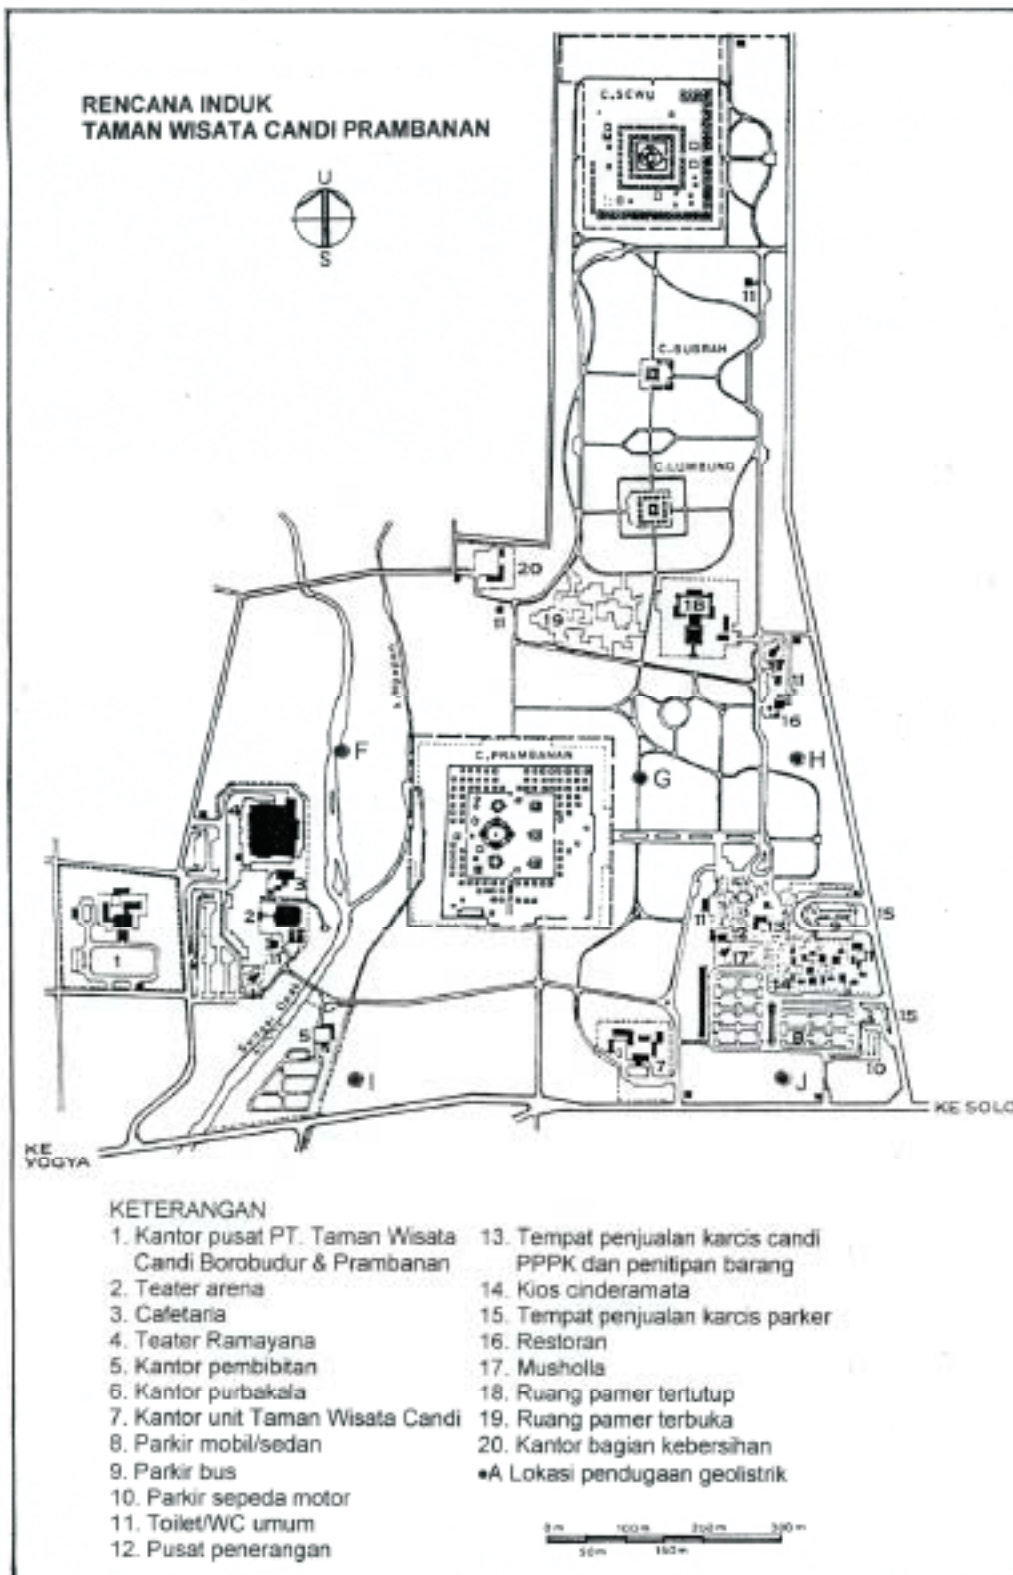 RENCANA INDUK
TAMAN WISATA CANDI PRAMBANAN
U
S
C.SEWU
11
C.BUBRAH
C.LUMBUNG
20
11
19
18
11
16
F
C.PRAMBANAN
G
H
4
3
2
1
11
15
13
9
17
14
15
8
10
5
7
I
J
KE SOLO
KE
YOGYA
KETERANGAN
1. Kantor pusat PT. Taman Wisata
Candi Borobudur & Prambanan
2. Teater arena
3. Cafetaria
4. Teater Ramayana
5. Kantor pembibitan
6. Kantor purbakala
7. Kantor unit Taman Wisata Candi
8. Parkir mobil/sedan
9. Parkir bus
10. Parkir sepeda motor
11. Toilet/WC umum
12. Pusat penerangan
13. Tempat penjualan karcis candi
PPPK dan penitipan barang
14. Kios cinderamata
15. Tempat penjualan karcis parker
16. Restoran
17. Musholla
18. Ruang pamer tertutup
19. Ruang pamer terbuka
20. Kantor bagian kebersihan
•A Lokasi pendugaan geolistrik
0m 100m 200m 300m
50m 150m